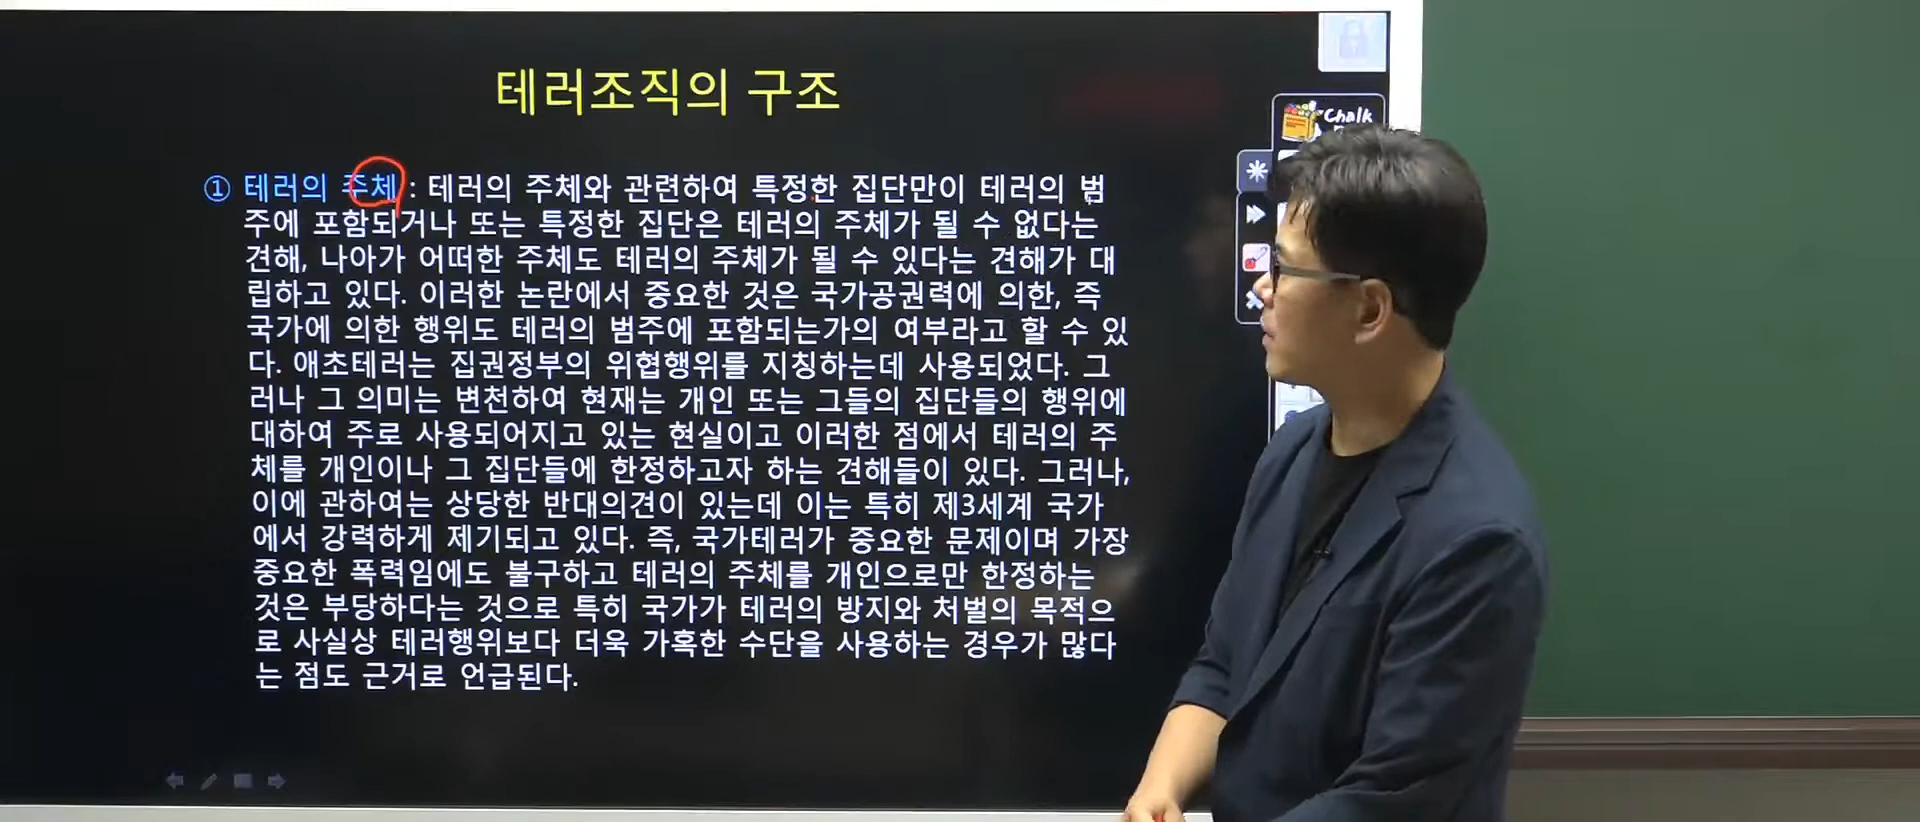 테러조직의 구조
Chalk
① 테러의 주체 : 테러의 주체와 관련하여 특정한 집단만이 테러의 범
주에 포함되거나 또는 특정한 집단은 테러의 주체가 될 수 없다는
견해, 나아가 어떠한 주체도 테러의 주체가 될 수 있다는 견해가 대
립하고 있다. 이러한 논란에서 중요한 것은 국가공권력에 의한, 즉
국가에 의한 행위도 테러의 범주에 포함되는가의 여부라고 할 수 있
다. 애초테러는 집권정부의 위협행위를 지칭하는데 사용되었다. 그
러나 그 의미는 변천하여 현재는 개인 또는 그들의 집단들의 행위에
대하여 주로 사용되어지고 있는 현실이고 이러한 점에서 테러의 주
체를 개인이나 그 집단들에 한정하고자 하는 견해들이 있다. 그러나,
이에 관하여는 상당한 반대의견이 있는데 이는 특히 제3세계 국가
에서 강력하게 제기되고 있다. 즉, 국가테러가 중요한 문제이며 가장
중요한 폭력임에도 불구하고 테러의 주체를 개인으로만 한정하는
것은 부당하다는 것으로 특히 국가가 테러의 방지와 처벌의 목적으
로 사실상 테러행위보다 더욱 가혹한 수단을 사용하는 경우가 많다
는 점도 근거로 언급된다.